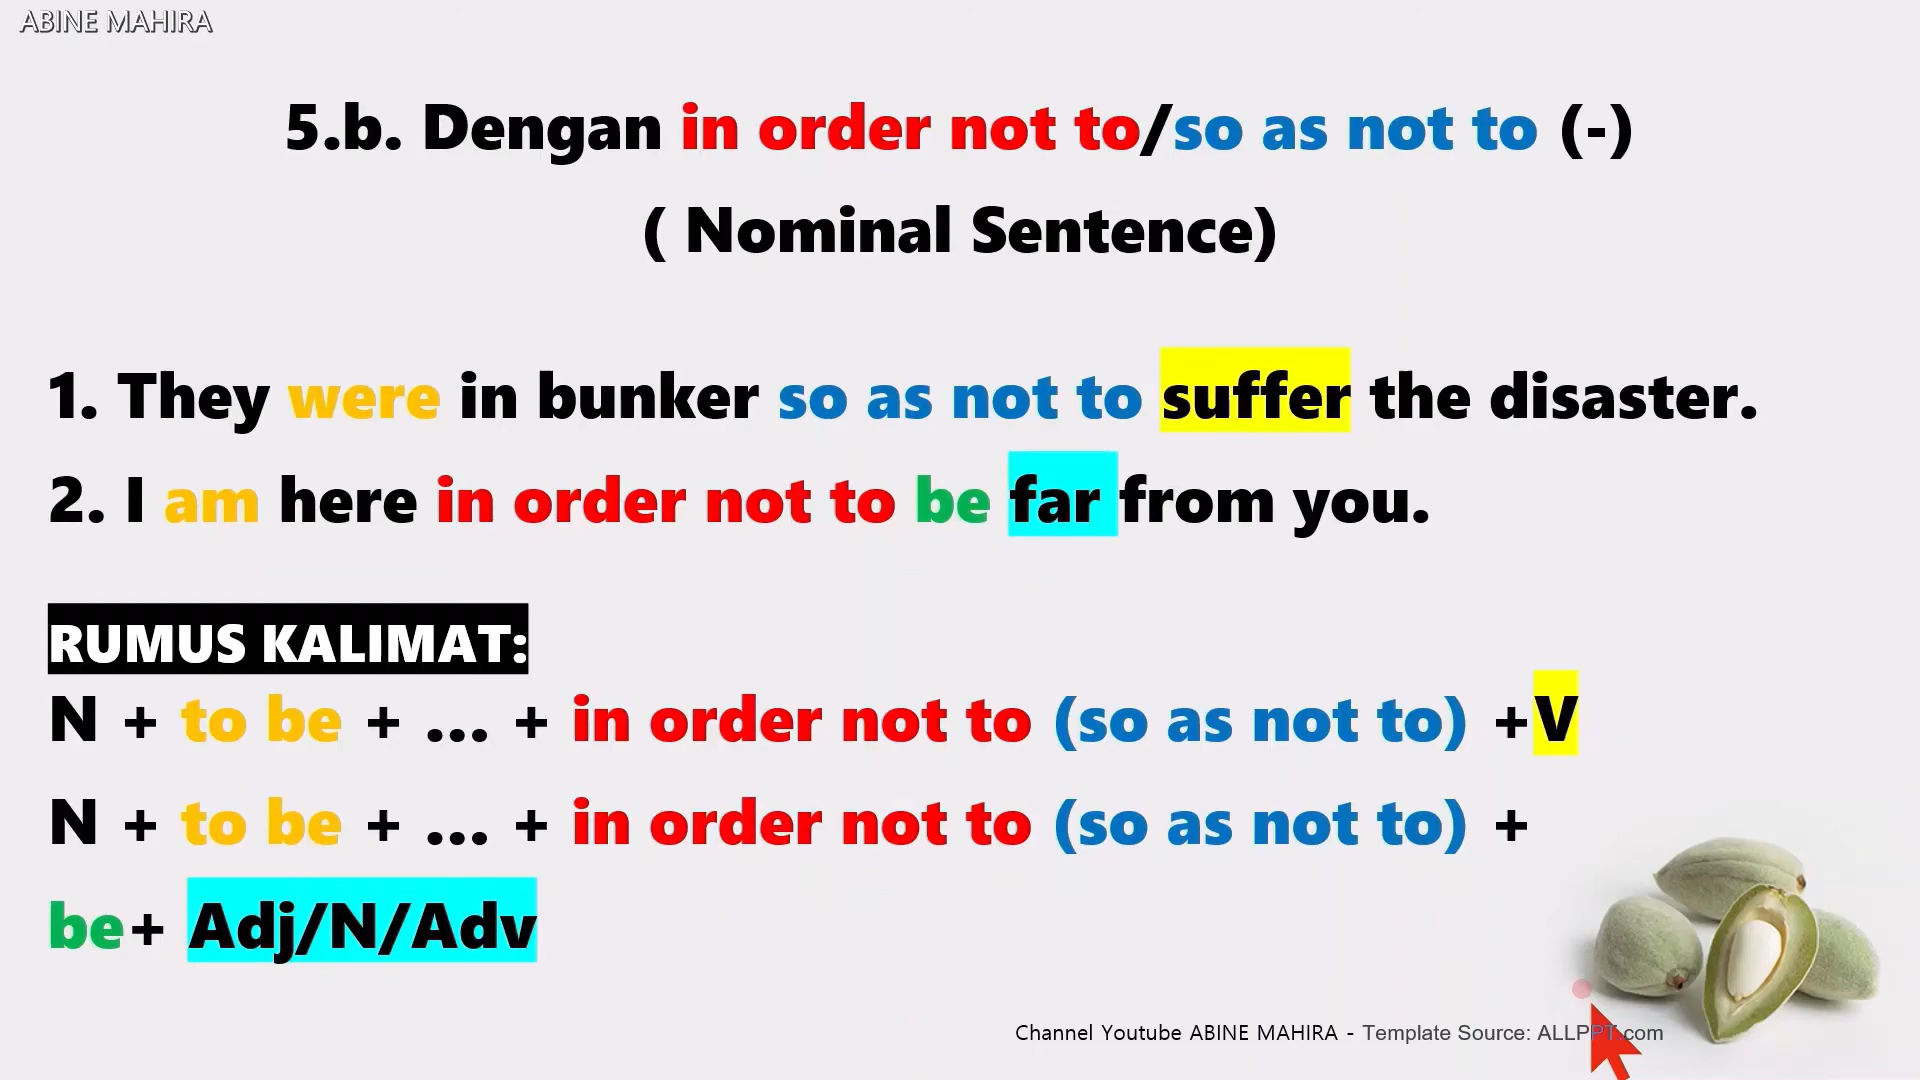 ABINE MAHIRA
5.b. Dengan in order not to/so as not to (-)
( Nominal Sentence)
1. They were in bunker so as not to suffer the disaster.
2. I am here in order not to be far from you.
RUMUS KALIMAT:
N + to be + ... + in order not to (so as not to) +V
N + to be + ... + in order not to (so as not to) +
be+ Adj/N/Adv
Channel Youtube ABINE MAHIRA - Template Source: ALLPPT.com